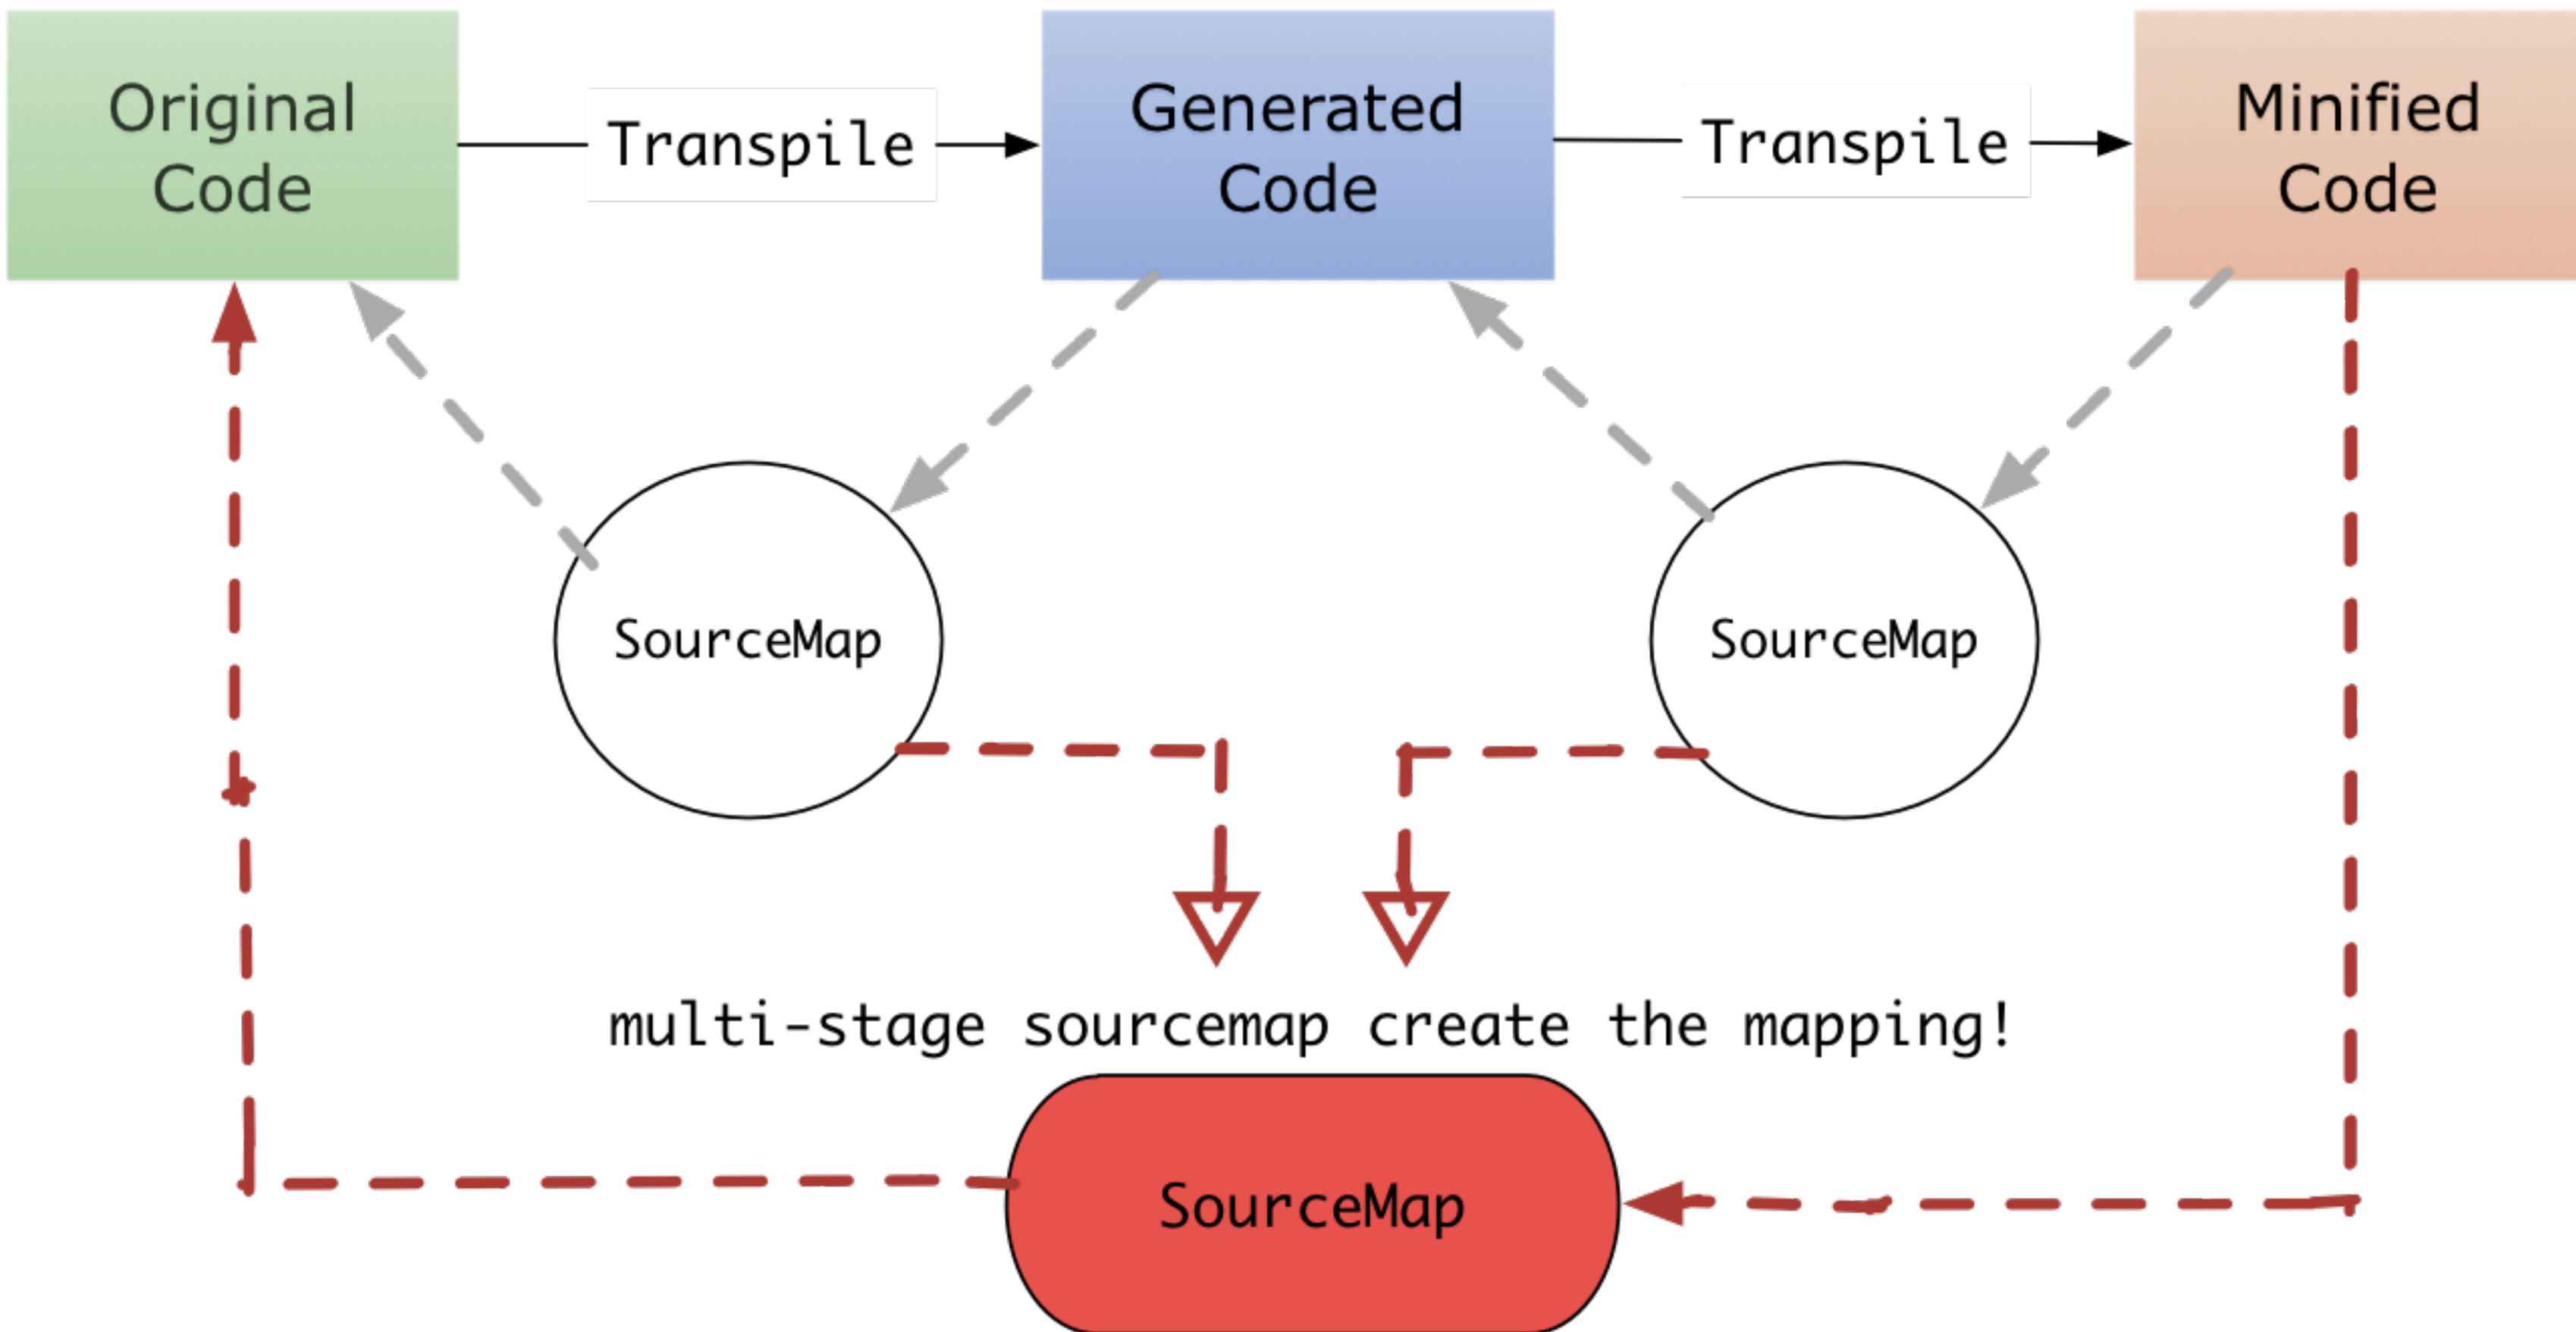 Original
Code
Transpile
Generated
Code
Transpile
Minified
Code
SourceMap
SourceMap
multi-stage sourcemap create the mapping!
SourceMap